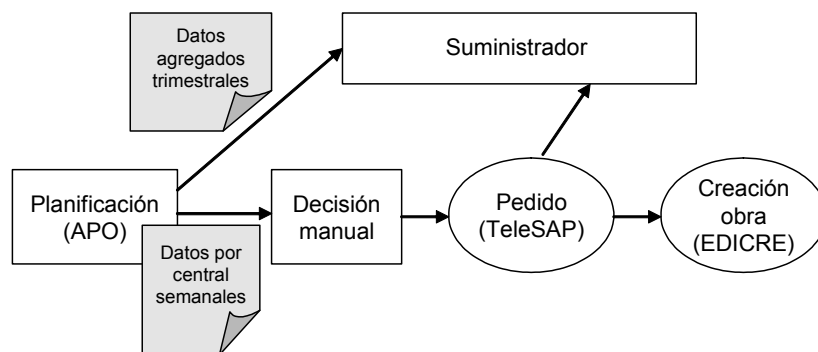 Datos
agregados
trimestrales
Suministrador
Planificación
(APO)
Decisión
manual
Pedido
(TeleSAP)
Creación
obra
(EDICRE)
Datos por
central
semanales